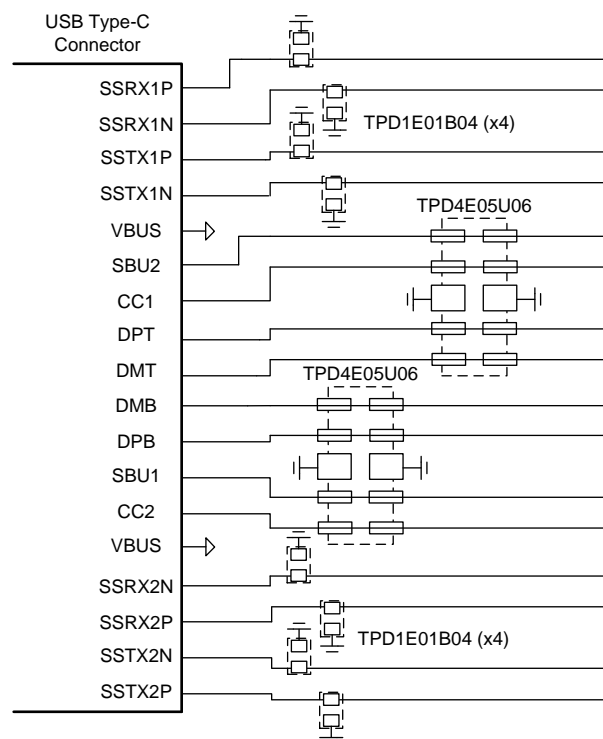 USB Type-C
Connector
SSRX1P
SSRX1N
TPD1E01B04 (x4)
SSTX1P
SSTX1N
TPD4E05U06
VBUS
SBU2
CC1
DPT
DMT
TPD4E05U06
DMB
DPB
SBU1
CC2
VBUS
SSRX2N
SSRX2P
TPD1E01B04 (x4)
SSTX2N
SSTX2P